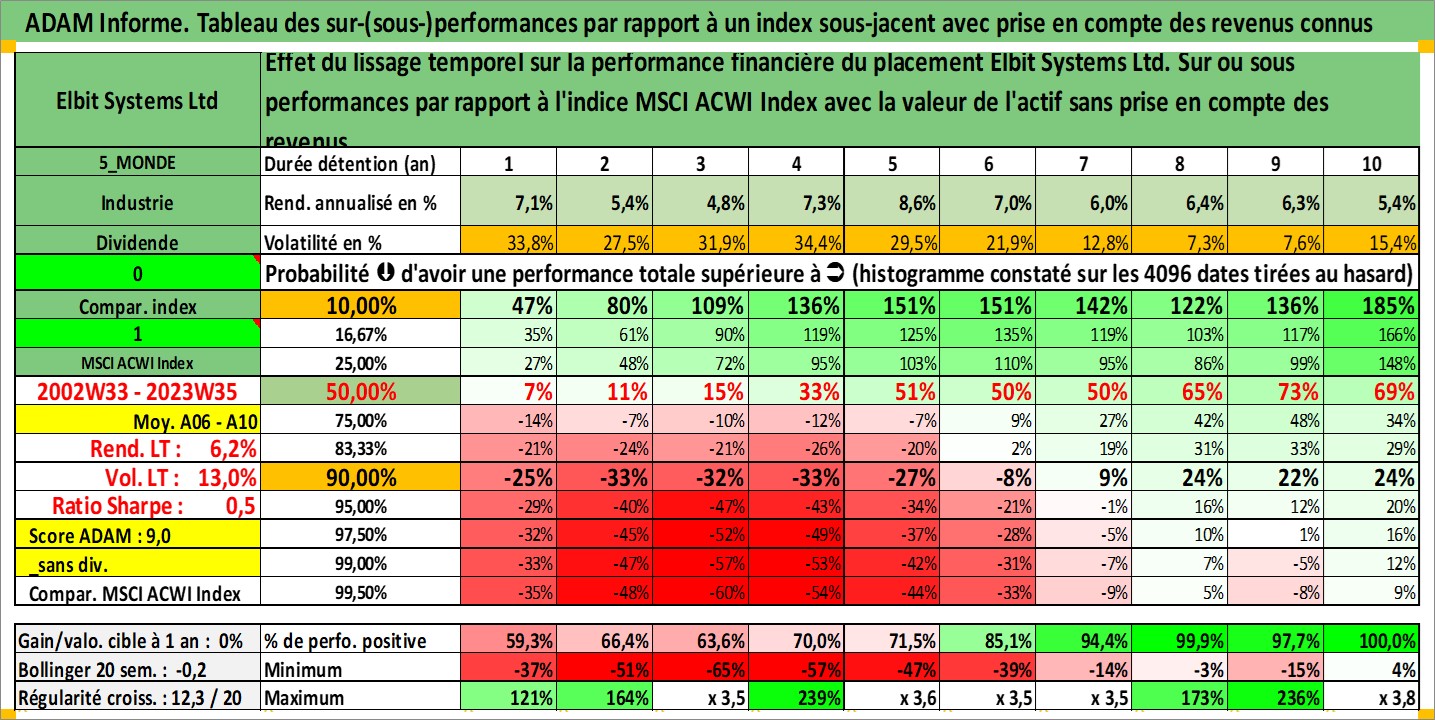 ADAM Informe. Tableau des sur-(sous-)performances par rapport à un index sous-jacent avec prise en compte des revenus connus
Elbit Systems Ltd
Effet du lissage temporel sur la performance financière du placement Elbit Systems Ltd. Sur ou sous
performances par rapport à l'indice MSCI ACWI Index avec la valeur de l'actif sans prise en compte des
revenus
5_MONDE Durée détention (an) 1 2 3 4 5 6 7 8 9 10
Industrie Rend. annualisé en % 7,1% 5,4% 4,8% 7,3% 8,6% 7,0% 6,0% 6,4% 6,3% 5,4%
Dividende Volatilité en % 33,8% 27,5% 31,9% 34,4% 29,5% 21,9% 12,8% 7,3% 7,6% 15,4%
0 Probabilité d'avoir une performance totale supérieure à (histogramme constaté sur les 4096 dates tirées au hasard)
Compar. index 10,00% 47% 80% 109% 136% 151% 151% 142% 122% 136% 185%
1 16,67% 35% 61% 90% 119% 125% 135% 119% 103% 117% 166%
MSCI ACWI Index 25,00% 27% 48% 72% 95% 103% 110% 95% 86% 99% 148%
2002W33 - 2023W35 50,00% 7% 11% 15% 33% 51% 50% 50% 65% 73% 69%
Moy. A06 - A10 75,00% -14% -7% -10% -12% -7% 9% 27% 42% 48% 34%
Rend. LT : 6,2% 83,33% -21% -24% -21% -26% -20% 2% 19% 31% 33% 29%
Vol. LT : 13,0% 90,00% -25% -33% -32% -33% -27% -8% 9% 24% 22% 24%
Ratio Sharpe : 0,5 95,00% -29% -40% -47% -43% -34% -21% -1% 16% 12% 20%
Score ADAM : 9,0 97,50% -32% -45% -52% -49% -37% -28% -5% 10% 1% 16%
_sans div. 99,00% -33% -47% -57% -53% -42% -31% -7% 7% -5% 12%
Compar. MSCI ACWI Index 99,50% -35% -48% -60% -54% -44% -33% -9% 5% -8% 9%
Gain/valo. cible à 1 an : 0% % de perfo. positive 59,3% 66,4% 63,6% 70,0% 71,5% 85,1% 94,4% 99,9% 97,7% 100,0%
Bollinger 20 sem. : -0,2 Minimum -37% -51% -65% -57% -47% -39% -14% -3% -15% 4%
Régularité croiss. : 12,3 / 20 Maximum 121% 164% x 3,5 239% x 3,6 x 3,5 x 3,5 173% 236% x 3,8